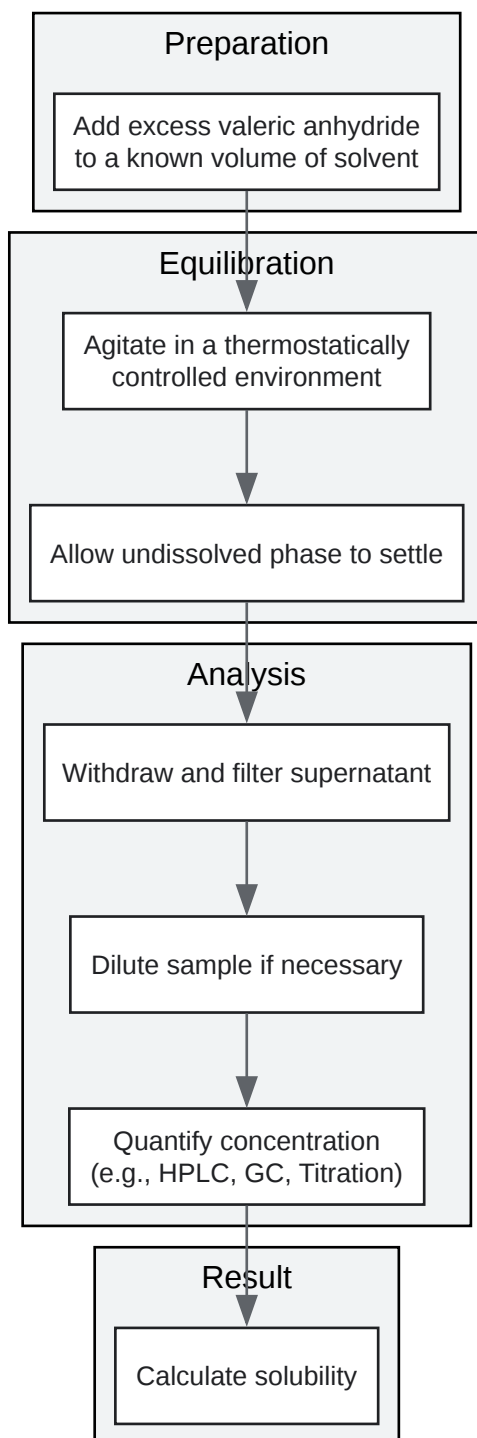 Preparation
Add excess valeric anhydride
to a known volume of solvent
Equilibration
Agitate in a thermostatically
controlled environment
Allow undissolved phase to settle
Analysis
Withdraw and filter supernatant
Dilute sample if necessary
Quantify concentration
(e.g., HPLC, GC, Titration)
Result
Calculate solubility